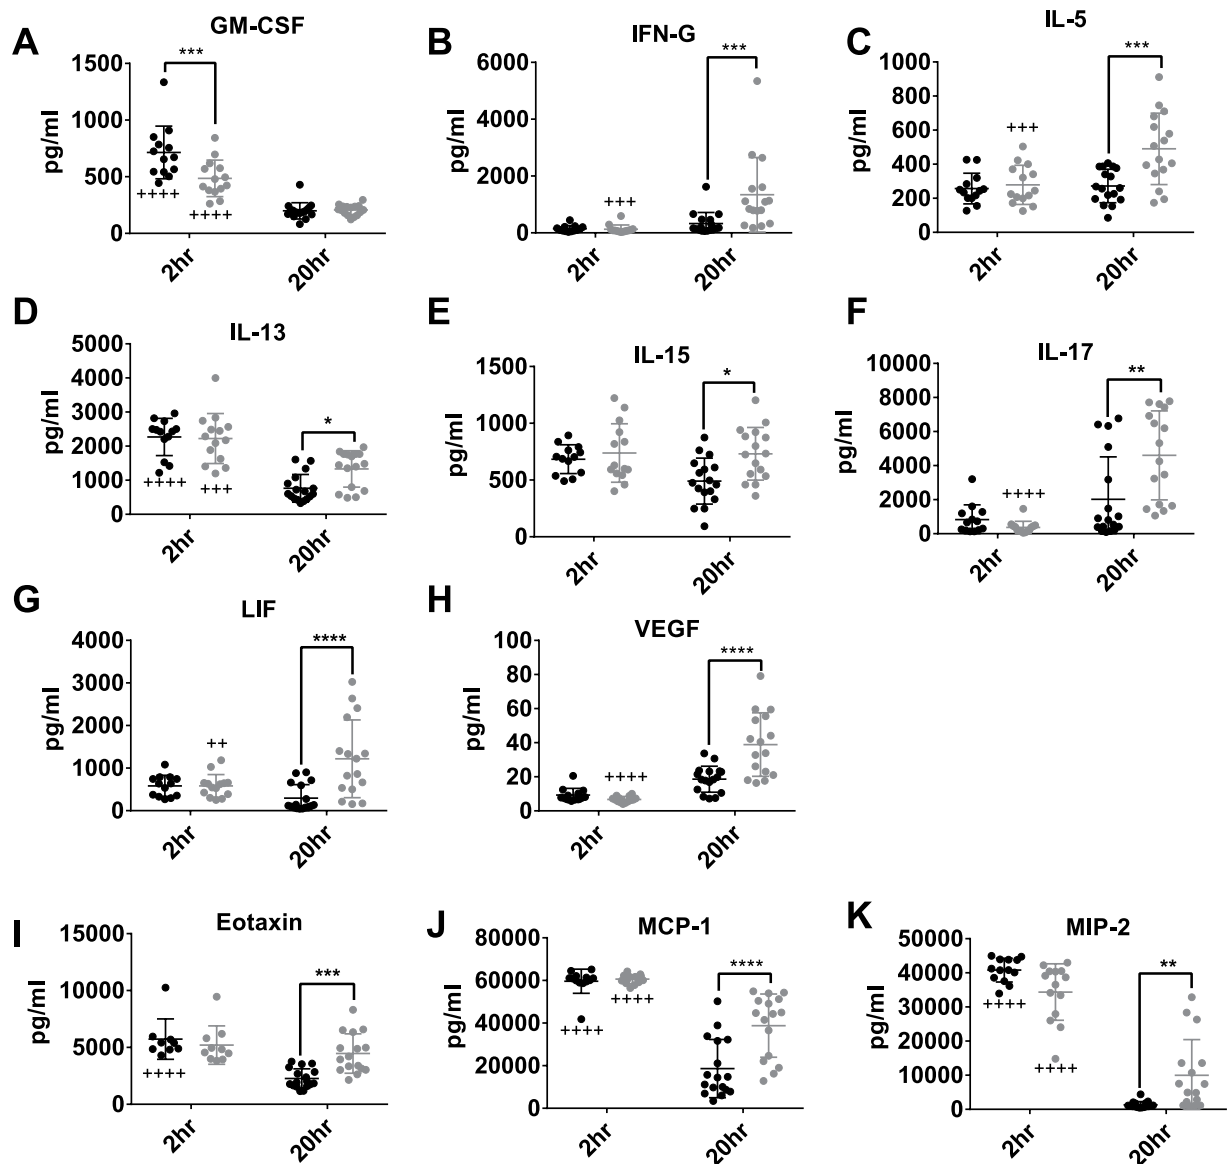 A
GM-CSF
pg/ml
1500
1000
500
0
***
++++
++++
2hr
20hr
B
IFN-G
pg/ml
6000
4000
2000
0
+++
***
2hr
20hr
C
IL-5
pg/ml
1000
800
600
400
200
0
+++
***
2hr
20hr
D
IL-13
pg/ml
5000
4000
3000
2000
1000
0
++++
+++
*
2hr
20hr
E
IL-15
pg/ml
1500
1000
500
0
*
2hr
20hr
F
IL-17
pg/ml
10000
8000
6000
4000
2000
0
++++
**
2hr
20hr
G
LIF
pg/ml
4000
3000
2000
1000
0
++
****
2hr
20hr
H
VEGF
pg/ml
100
80
60
40
20
0
++++
****
2hr
20hr
I
Eotaxin
pg/ml
15000
10000
5000
0
++++
***
2hr
20hr
J
MCP-1
pg/ml
80000
60000
40000
20000
0
++++
++++
****
2hr
20hr
K
MIP-2
pg/ml
50000
40000
30000
20000
10000
0
++++
++++
**
2hr
20hr